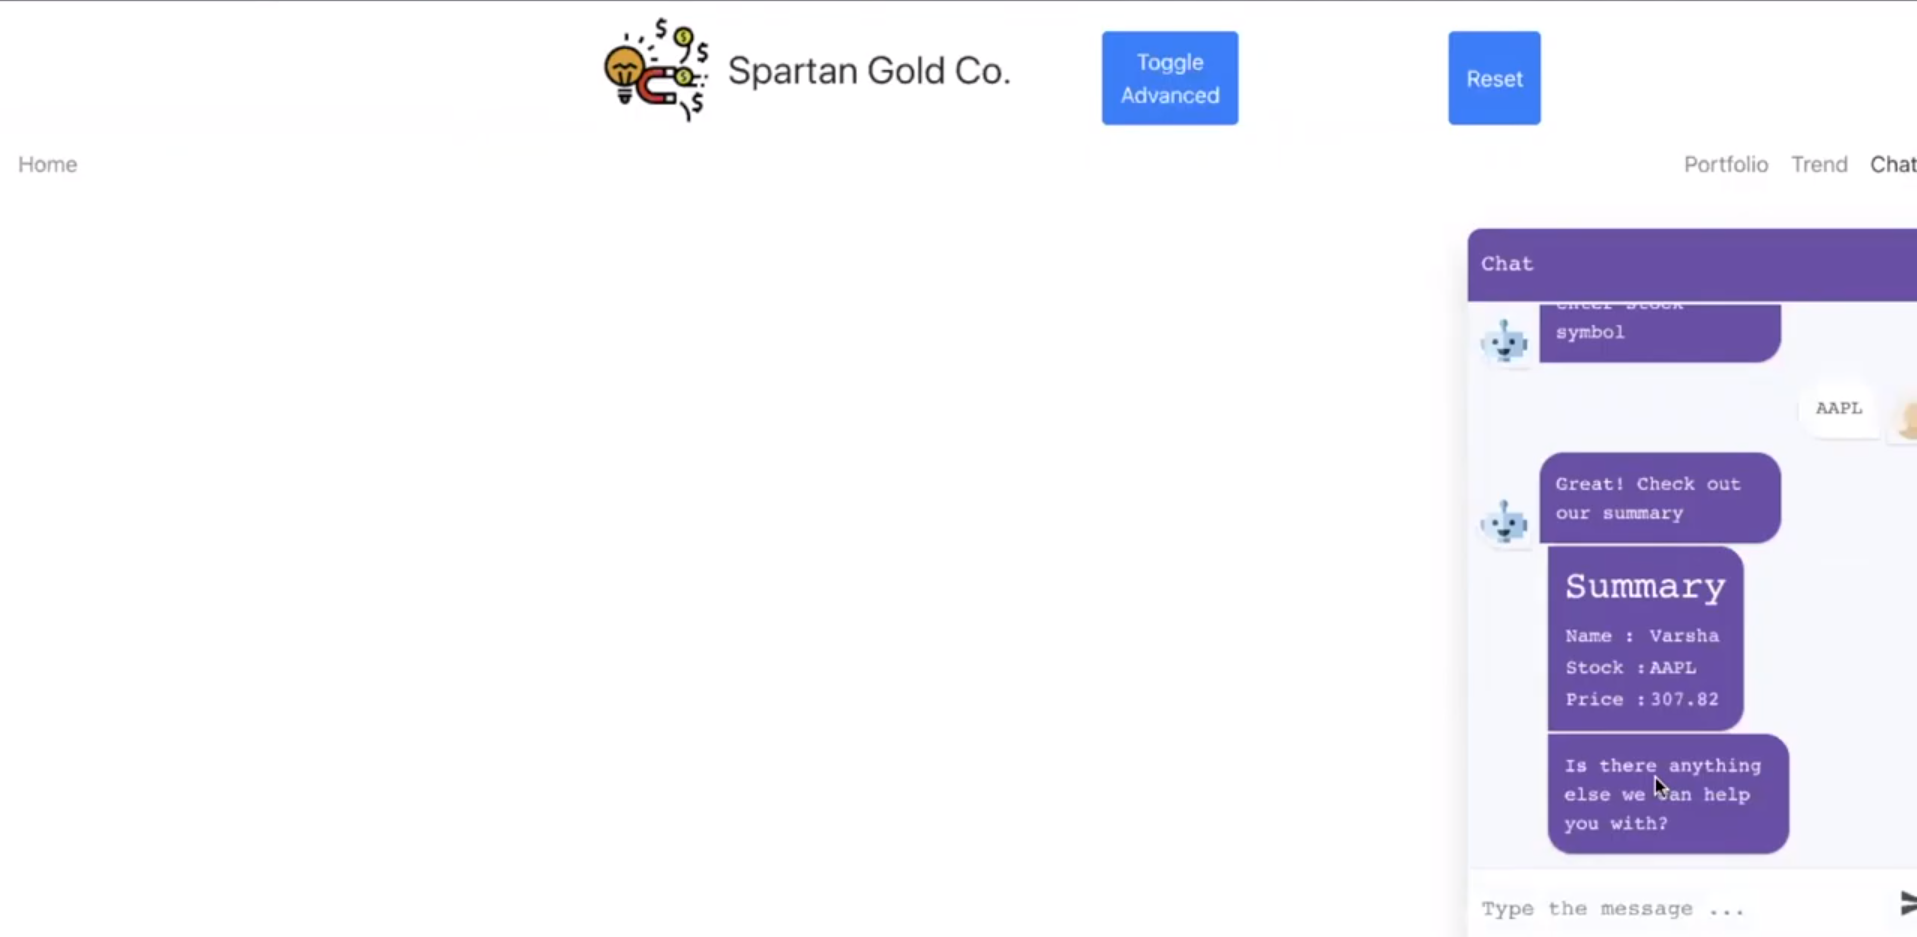 Spartan Gold Co.
Toggle
Advanced
Reset
Home
Portfolio Trend Chat
Chat
enter stock
symbol
AAPL
Great! Check out
our summary
Summary
Name : Varsha
Stock :AAPL
Price :307.82
Is there anything
else we can help
you with?
Type the message ...